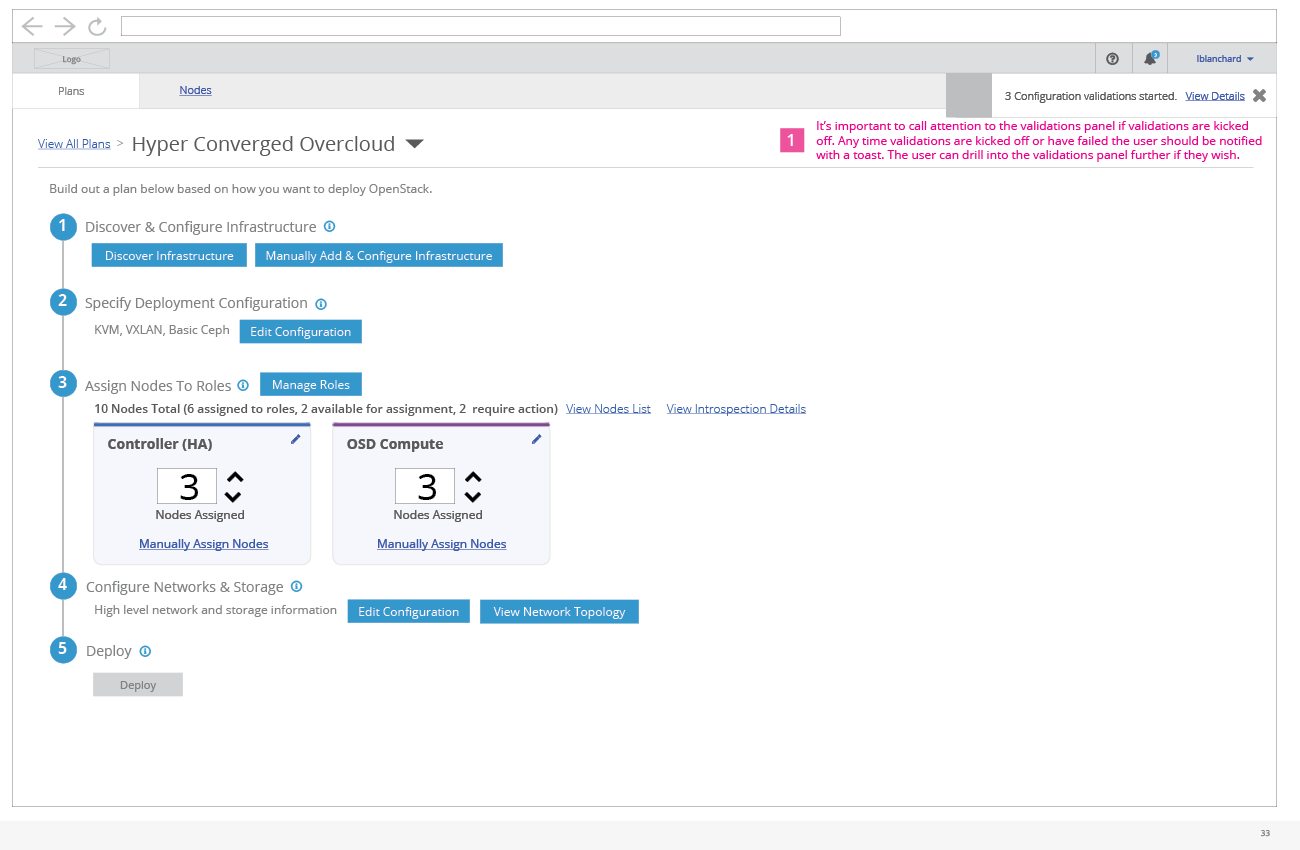 Logo
3
lblanchard
Plans
Nodes
3 Configuration validations started. View Details
View All Plans > Hyper Converged Overcloud
1
It's important to call attention to the validations panel if validations are kicked
off. Any time validations are kicked off or have failed the user should be notified
with a toast. The user can drill into the validations panel further if they wish.
Build out a plan below based on how you want to deploy OpenStack.
1 Discover & Configure Infrastructure
Discover Infrastructure
Manually Add & Configure Infrastructure
2 Specify Deployment Configuration
KVM, VXLAN, Basic Ceph
Edit Configuration
3 Assign Nodes To Roles
Manage Roles
10 Nodes Total (6 assigned to roles, 2 available for assignment, 2 require action) View Nodes List View Introspection Details
Controller (HA)
3
Nodes Assigned
Manually Assign Nodes
OSD Compute
3
Nodes Assigned
Manually Assign Nodes
4 Configure Networks & Storage
High level network and storage information
Edit Configuration
View Network Topology
5 Deploy
Deploy
33